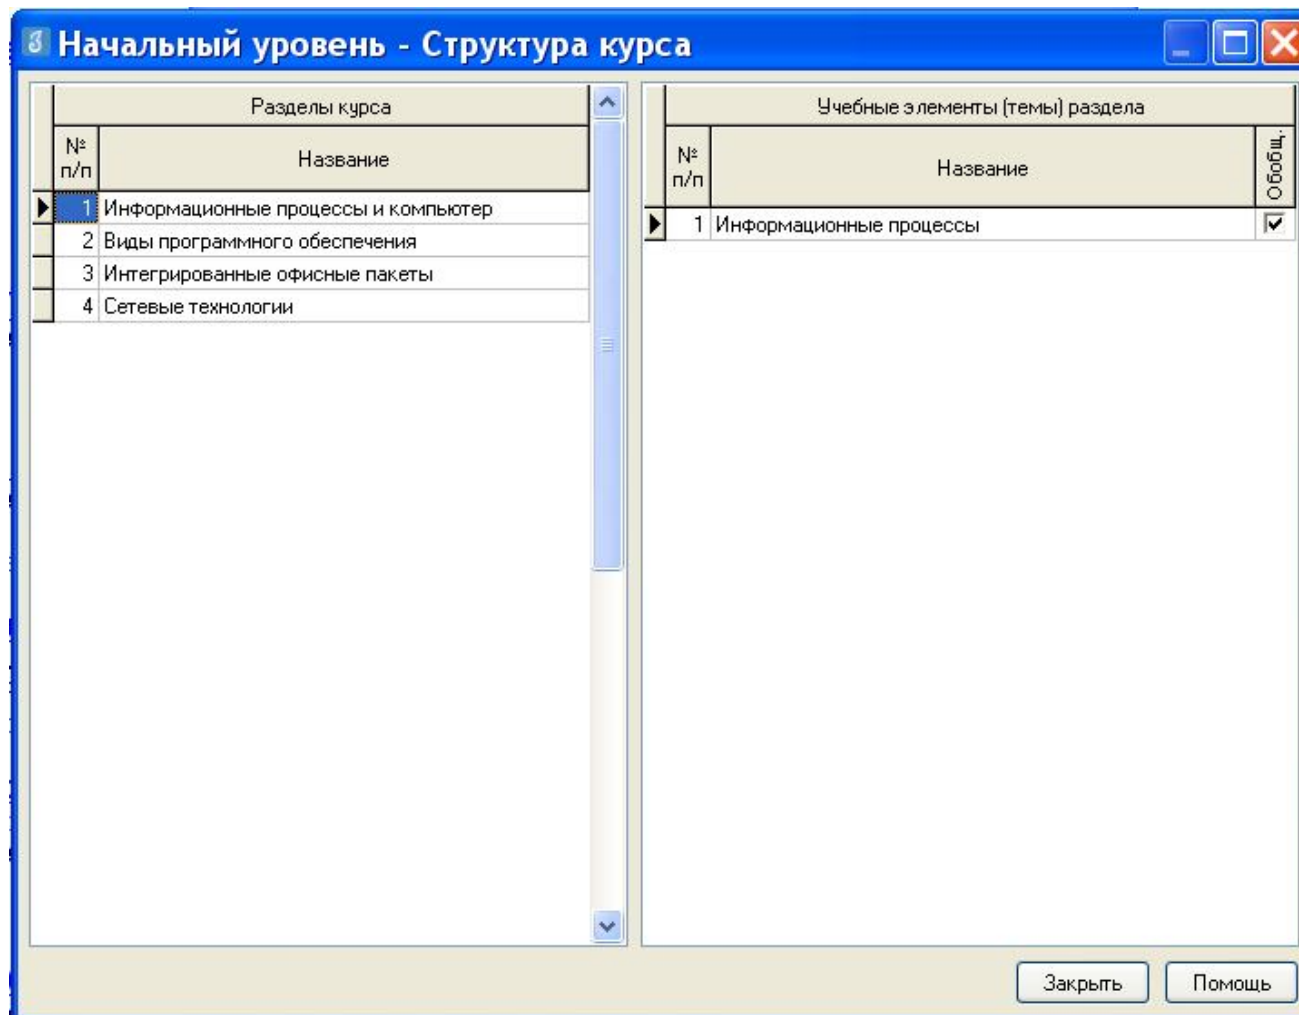 Начальный уровень - Структура курса
Разделы курса
№ п/п
Название
1 Информационные процессы и компьютер
2 Виды программного обеспечения
3 Интегрированные офисные пакеты
4 Сетевые технологии
Учебные элементы (темы) раздела
№ п/п
Название
Обобщ.
1 Информационные процессы
Закрыть
Помощь